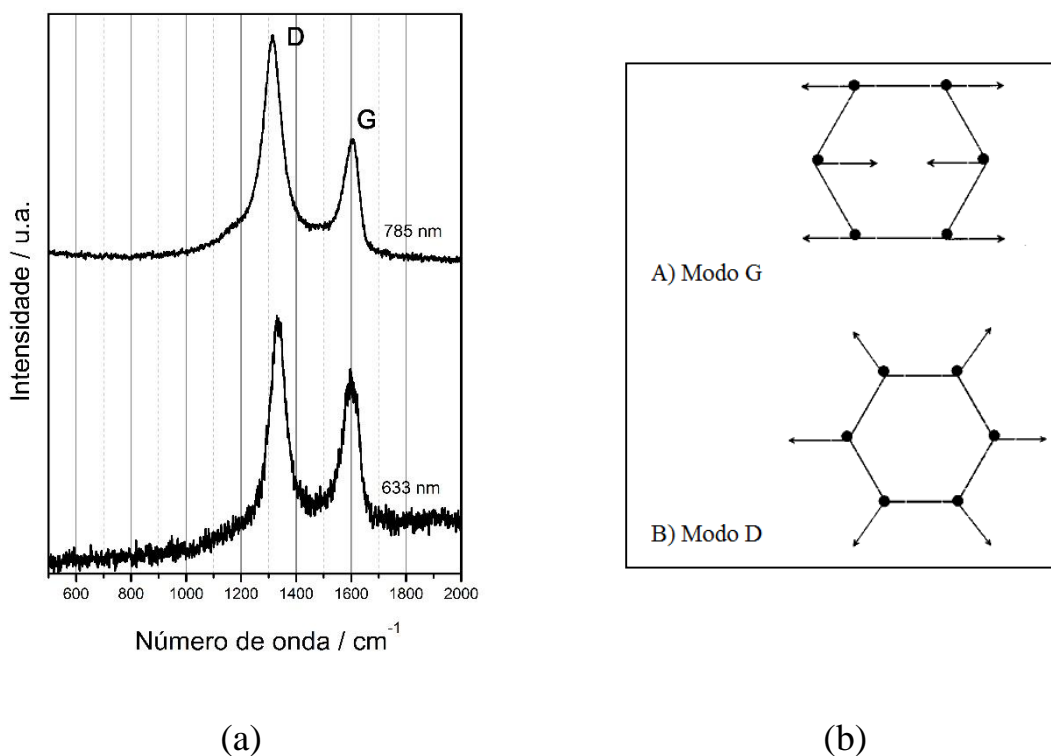 D
G
785 nm
633 nm
Intensidade / u.a.
600 800 1000 1200 1400 1600 1800 2000
Número de onda / cm⁻¹
(a)
A) Modo G
B) Modo D
(b)